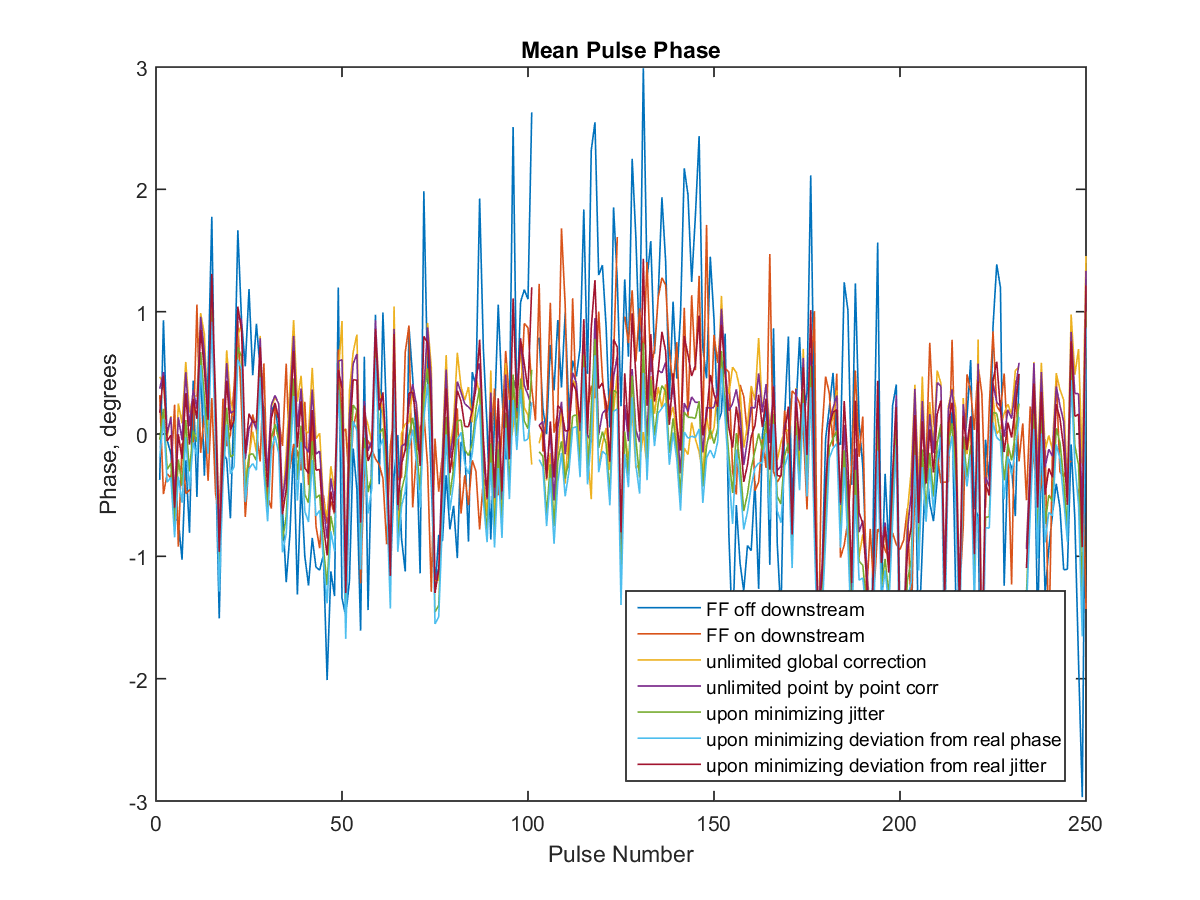 Mean Pulse Phase
3
2
1
0
-1
-2
-3
Phase, degrees
FF off downstream
FF on downstream
unlimited global correction
unlimited point by point corr
upon minimizing jitter
upon minimizing deviation from real phase
upon minimizing deviation from real jitter
0 50 100 150 200 250
Pulse Number